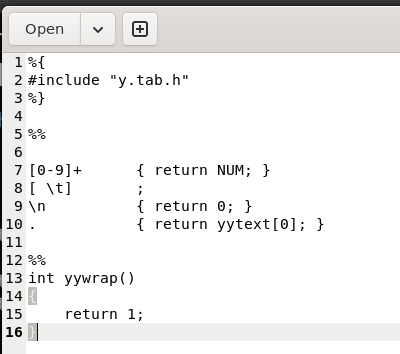 Open
1 %{
2 #include "y.tab.h"
3 %}
4
5 %%
6
7 [0-9]+      { return NUM; }
8 [ \t]       ;
9 \n          { return 0; }
10 .           { return yytext[0]; }
11
12 %%
13 int yywrap()
14 {
15     return 1;
16 }